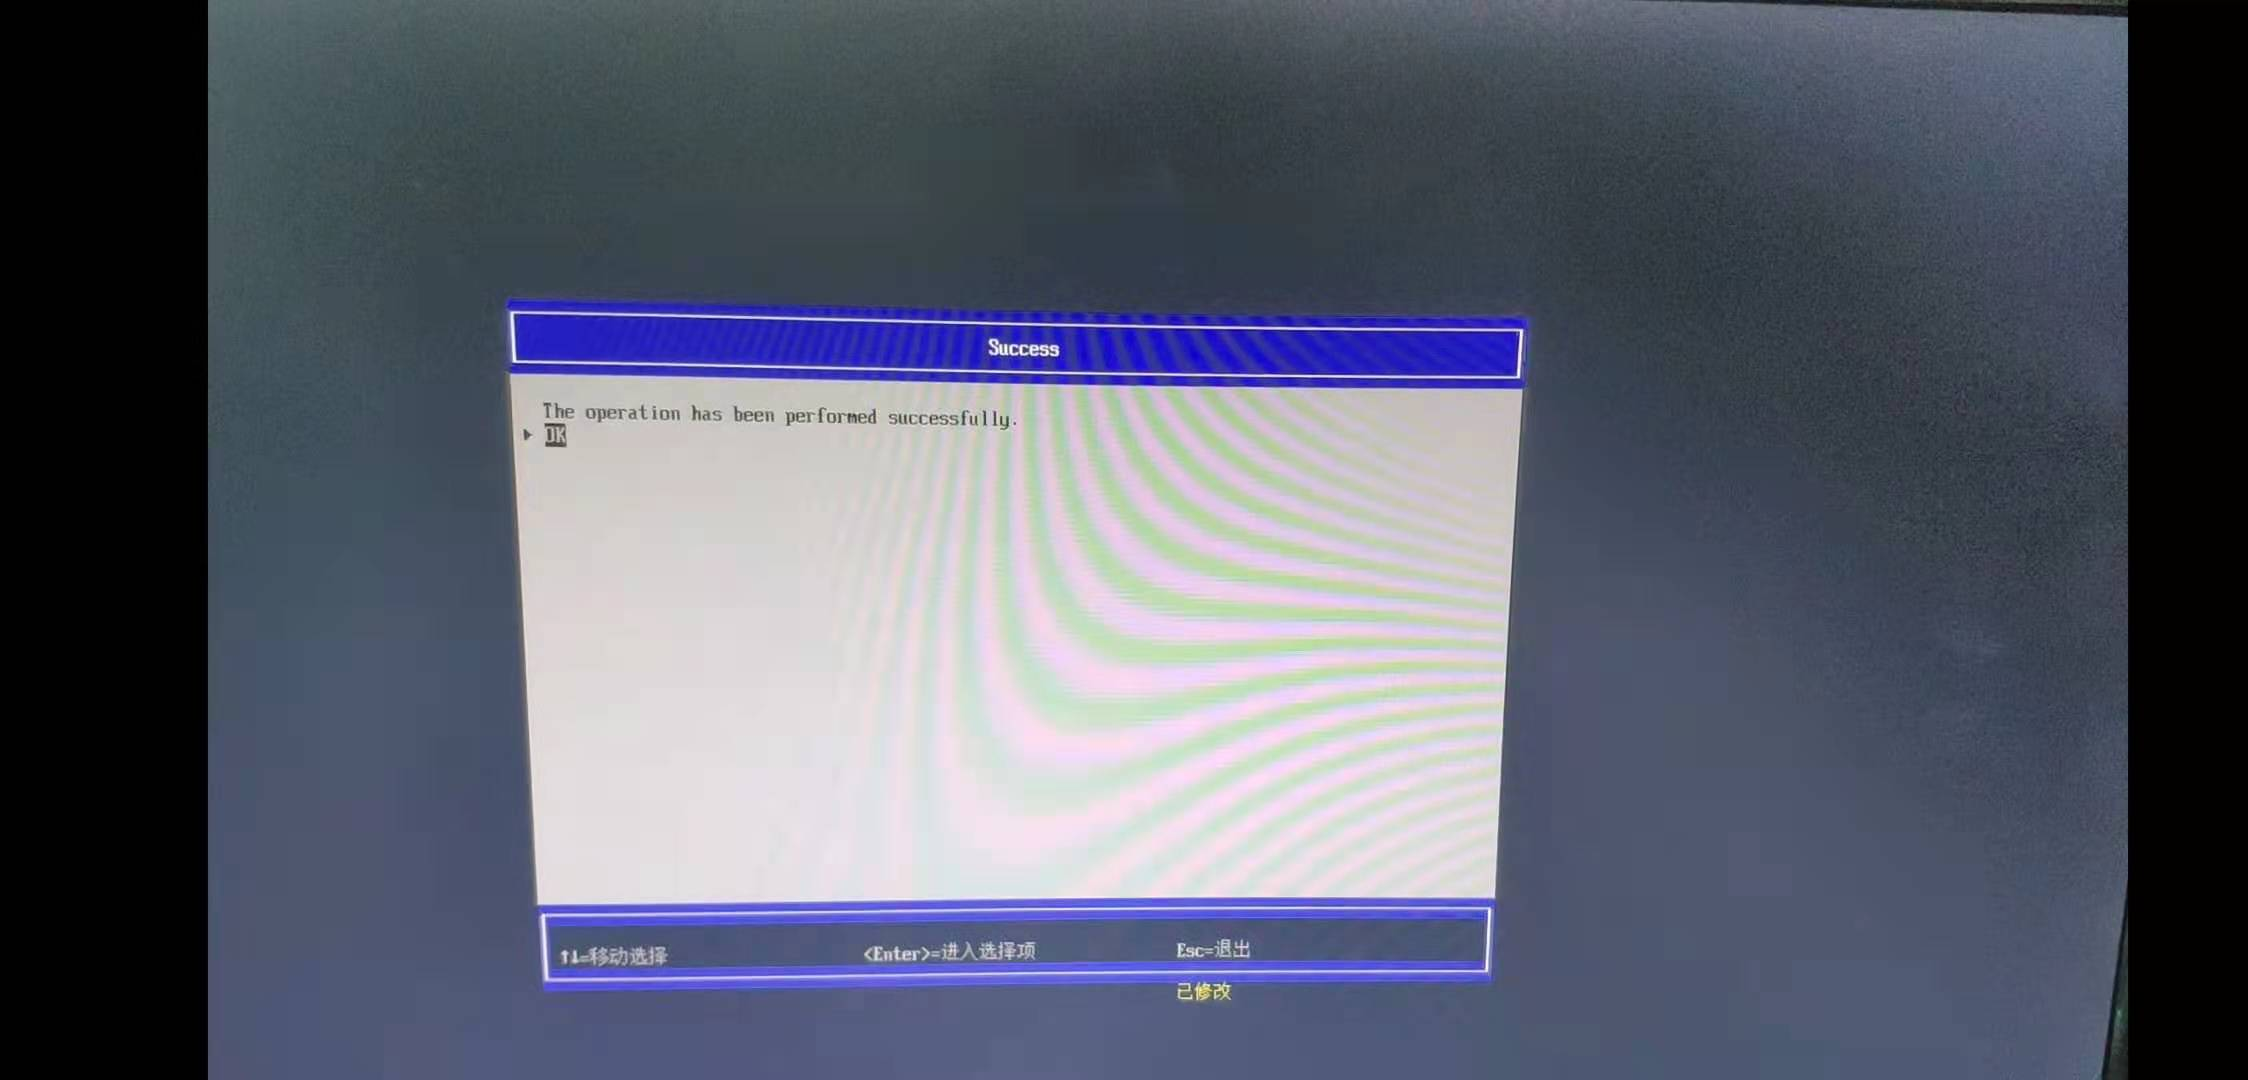 Success
The operation has been performed successfully.
OK
↑↓=移动选择
<Enter>=进入选择项
Esc=退出
已修改